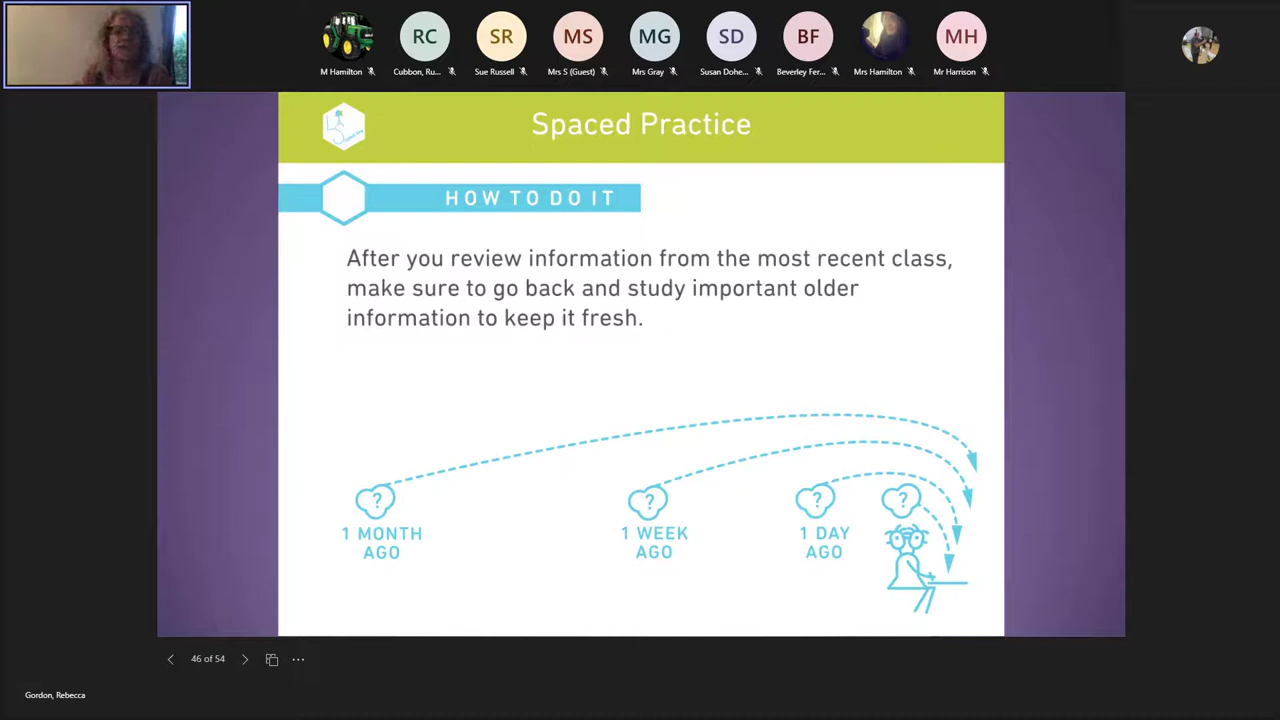 RC
SR
MS
MG
SD
BF
MH
M Hamilton
Cubbon, Ru...
Sue Russell
Mrs S (Guest)
Mrs Gray
Susan Dohe...
Beverley Fer...
Mrs Hamilton
Mr Harrison
Spaced Practice
HOW TO DO IT
After you review information from the most recent class,
make sure to go back and study important older
information to keep it fresh.
?
?
?
?
1 MONTH
AGO
1 WEEK
AGO
1 DAY
AGO
46 of 54
Gordon, Rebecca